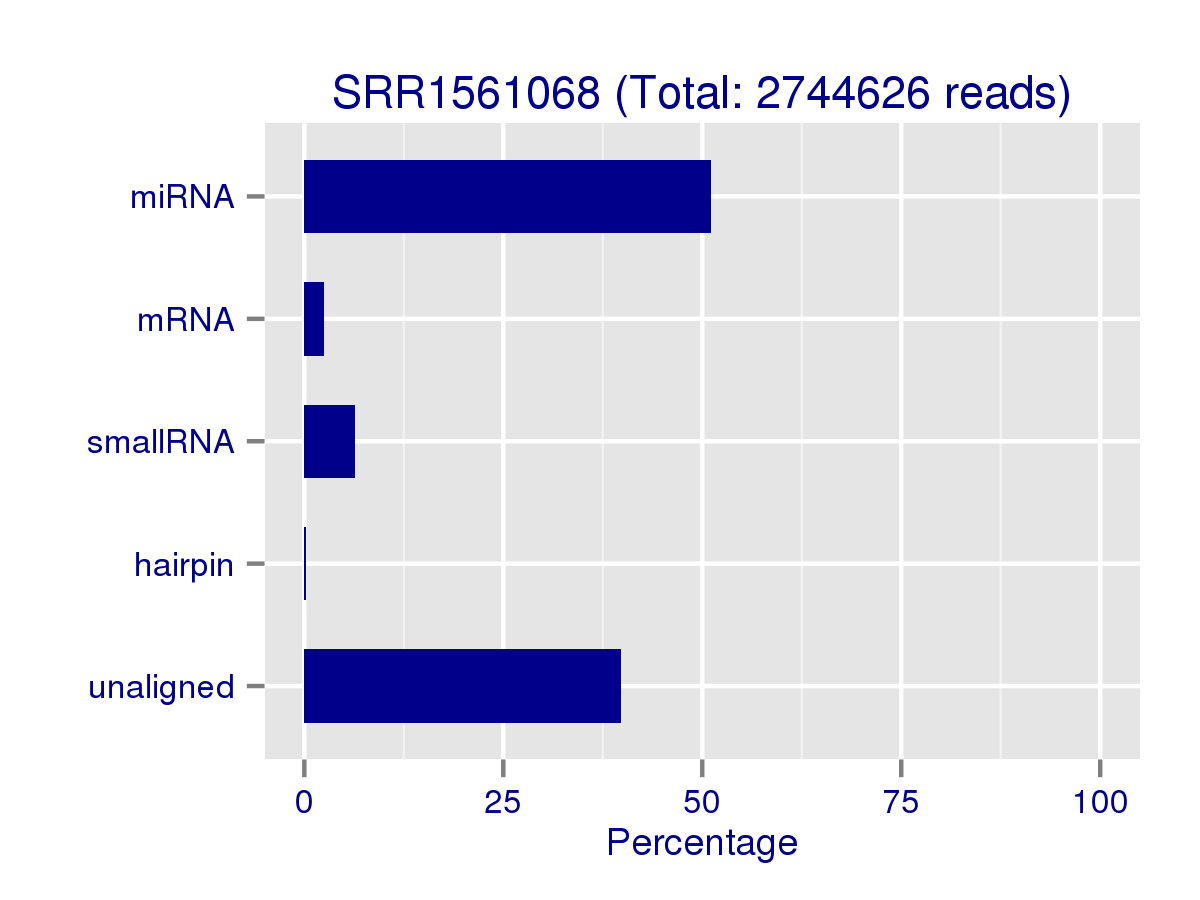 SRR1561068 (Total: 2744626 reads)
miRNA
mRNA
smallRNA
hairpin
unaligned
0 25 50 75 100
Percentage